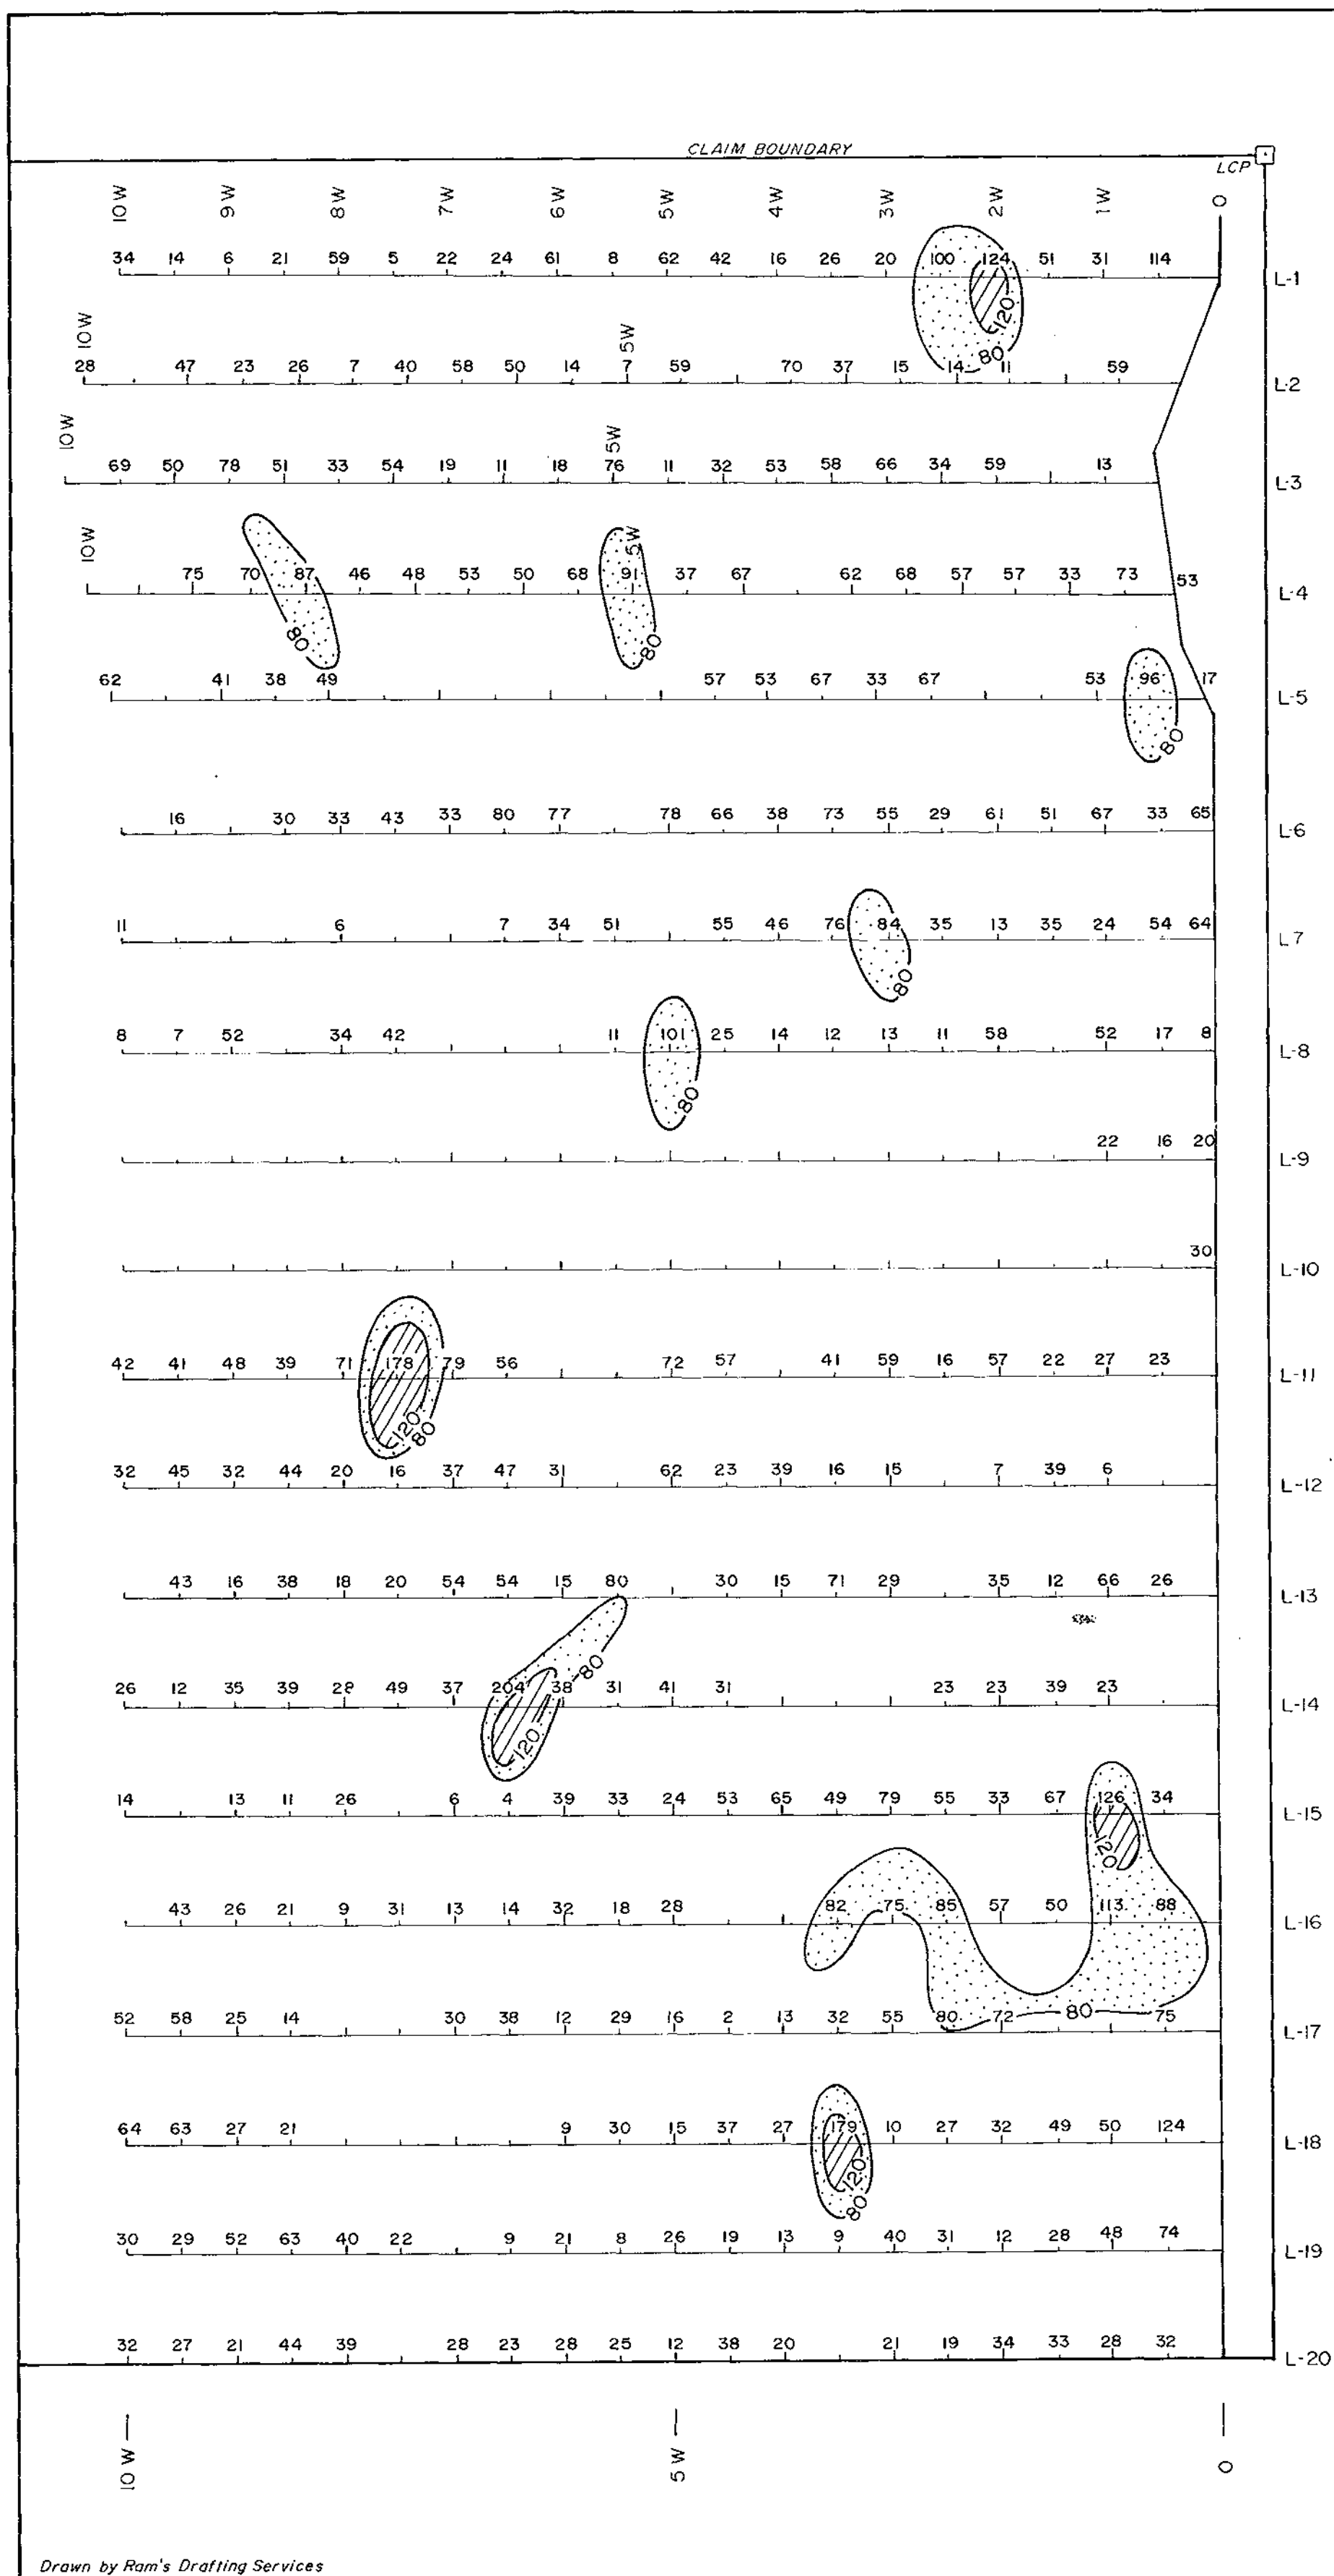 CLAIM BOUNDARY
LCP
10W 9W 8W 7W 6W 5W 4W 3W 2W 1W 0
34 14 6 21 59 5 22 24 61 8 62 42 16 26 20 100 124 51 31 114 L-1
120
80
10W 5W
28 47 23 26 7 40 58 50 14 7 59 70 37 15 14 11 59 L-2
10W 5W
69 50 78 51 33 54 19 11 18 76 11 32 53 58 66 34 59 13 L-3
10W 5W
75 70 87 46 48 53 50 68 91 37 67 62 68 57 57 33 73 53 L-4
80 80
62 41 38 49 57 53 67 33 67 53 96 17 L-5
80
16 30 33 43 33 80 77 78 66 38 73 55 29 61 51 67 33 65 L-6
11 6 7 34 51 55 46 76 84 35 13 35 24 54 64 L-7
80
8 7 52 34 42 11 101 25 14 12 13 11 58 52 17 8 L-8
80
22 16 20 L-9
30 L-10
42 41 48 39 71 178 79 56 72 57 41 59 16 57 22 27 23 L-11
120 80
32 45 32 44 20 16 37 47 31 62 23 39 16 15 7 39 6 L-12
43 16 38 18 20 54 54 15 80 30 15 71 29 35 12 66 26 L-13
80
26 12 35 39 28 49 37 204 38 31 41 31 23 23 39 23 L-14
120
14 13 11 26 6 4 39 33 24 53 65 49 79 55 33 67 126 34 L-15
120
43 26 21 9 31 13 14 32 18 28 82 75 85 57 50 113 88 L-16
52 58 25 14 30 38 12 29 16 2 13 32 55 80 72 80 75 L-17
64 63 27 21 9 30 15 37 27 179 10 27 32 49 50 124 L-18
120
80
30 29 52 63 40 22 9 21 8 26 19 13 9 40 31 12 28 48 74 L-19
32 27 21 44 39 28 23 28 25 12 38 20 21 19 34 33 28 32 L-20
10 W 5 W 0
Drawn by Ram's Drafting Services